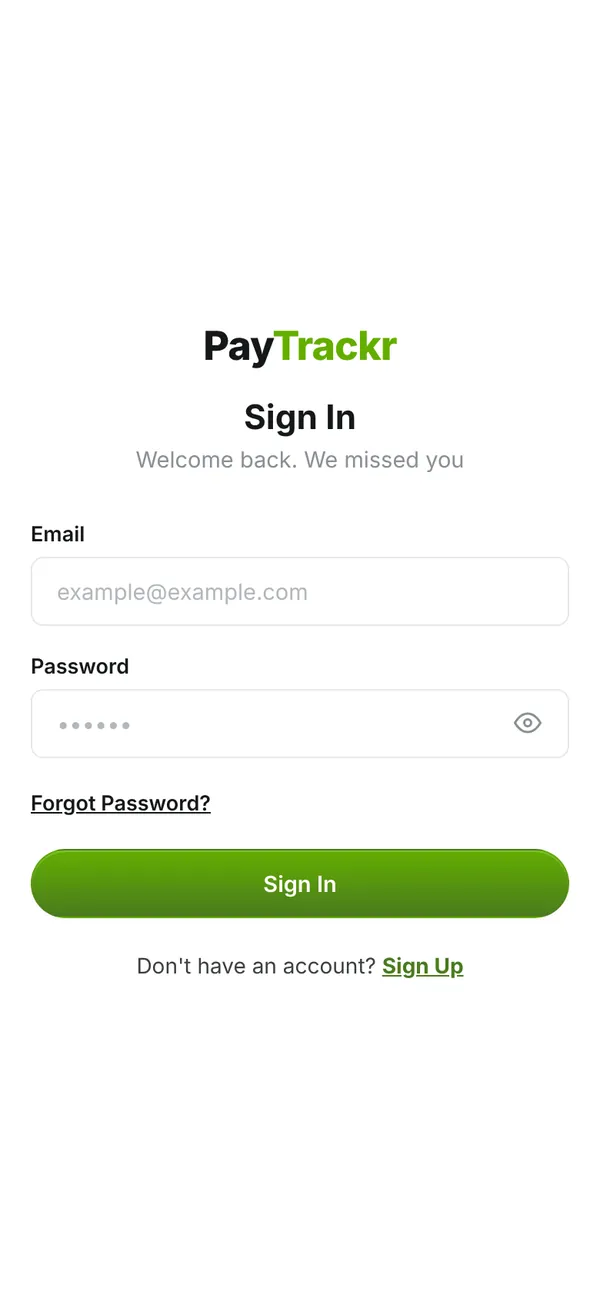 PayTrackr
Sign In
Welcome back. We missed you
Email
example@example.com
Password
••••••
Forgot Password?
Sign In
Don't have an account? Sign Up